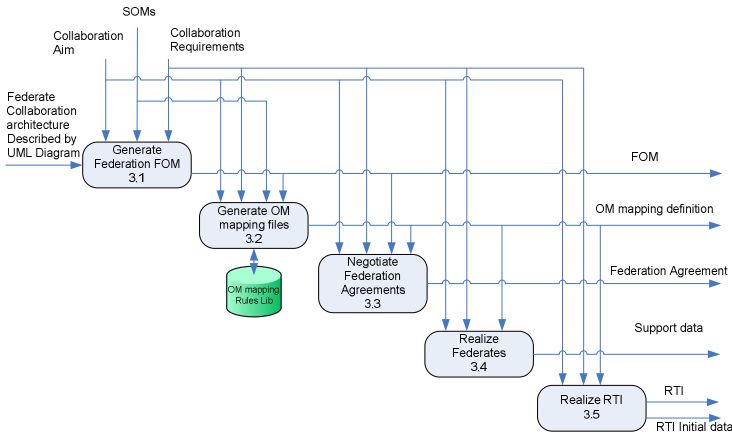 SOMs
Collaboration
Aim
Collaboration
Requirements
Federate
Collaboration
architecture
Described by
UML Diagram
Generate
Federation FOM
3.1
FOM
Generate OM
mapping files
3.2
OM mapping definition
OM mapping
Rules Lib
Negotiate
Federation
Agreements
3.3
Federation Agreement
Realize
Federates
3.4
Support data
Realize RTI
3.5
RTI
RTI Initial data